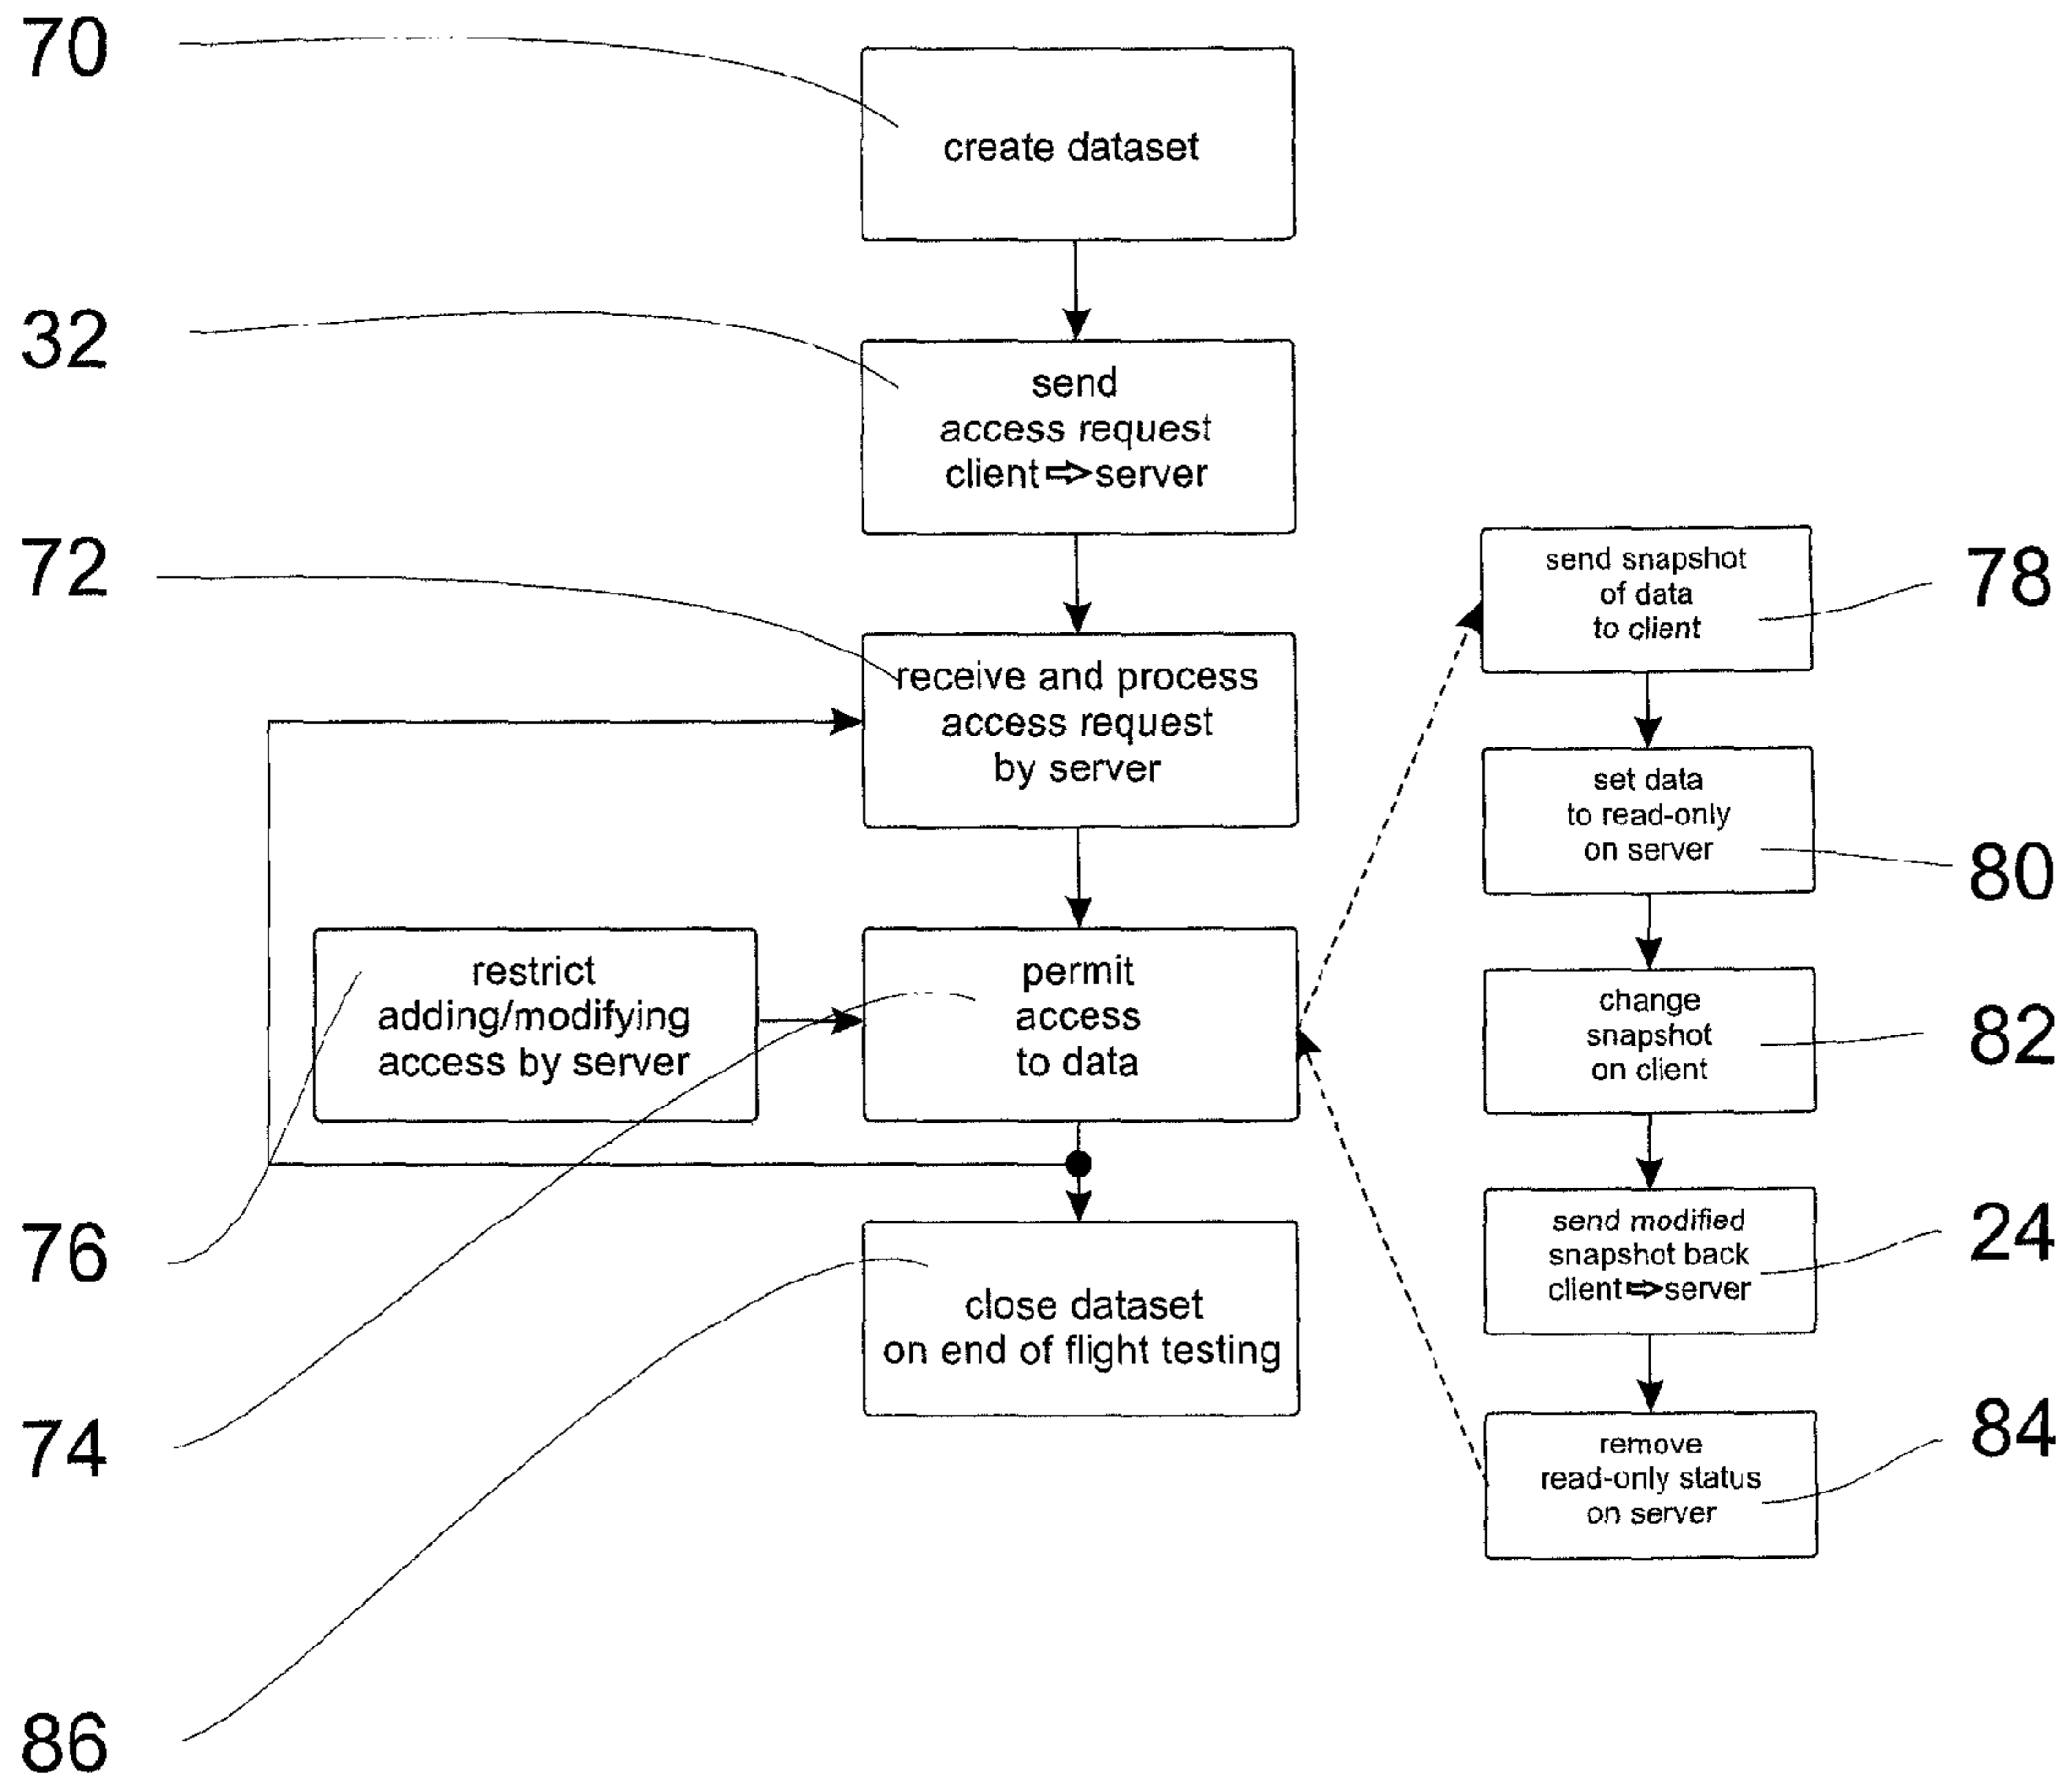 70
create dataset
32
send
access request
client⇨server
72
receive and process
access request
by server
restrict
adding/modifying
access by server
permit
access
to data
76
close dataset
on end of flight testing
74
86
send snapshot
of data
to client
78
set data
to read-only
on server
80
change
snapshot
on client
82
send modified
snapshot back
client⇨server
24
remove
read-only status
on server
84